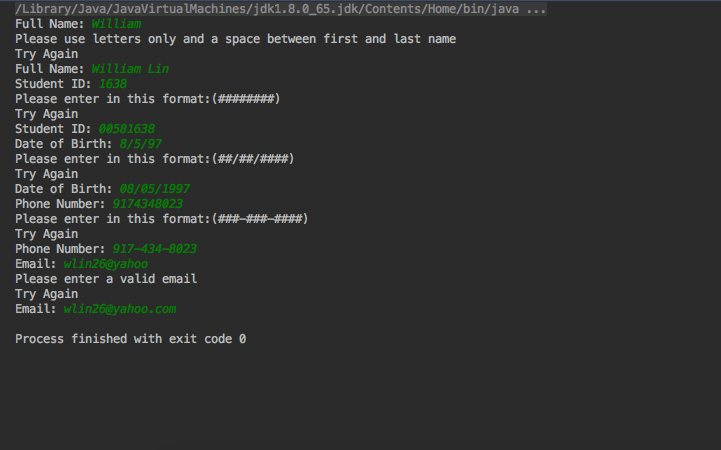 /Library/Java/JavaVirtualMachines/jdk1.8.0_65.jdk/Contents/Home/bin/java ...
Full Name: William
Please use letters only and a space between first and last name
Try Again
Full Name: William Lin
Student ID: 1638
Please enter in this format:(########)
Try Again
Student ID: 00581638
Date of Birth: 8/5/97
Please enter in this format:(##/##/####)
Try Again
Date of Birth: 08/05/1997
Phone Number: 9174348023
Please enter in this format:(###-###-####)
Try Again
Phone Number: 917-434-8023
Email: wlin26@yahoo
Please enter a valid email
Try Again
Email: wlin26@yahoo.com
Process finished with exit code 0